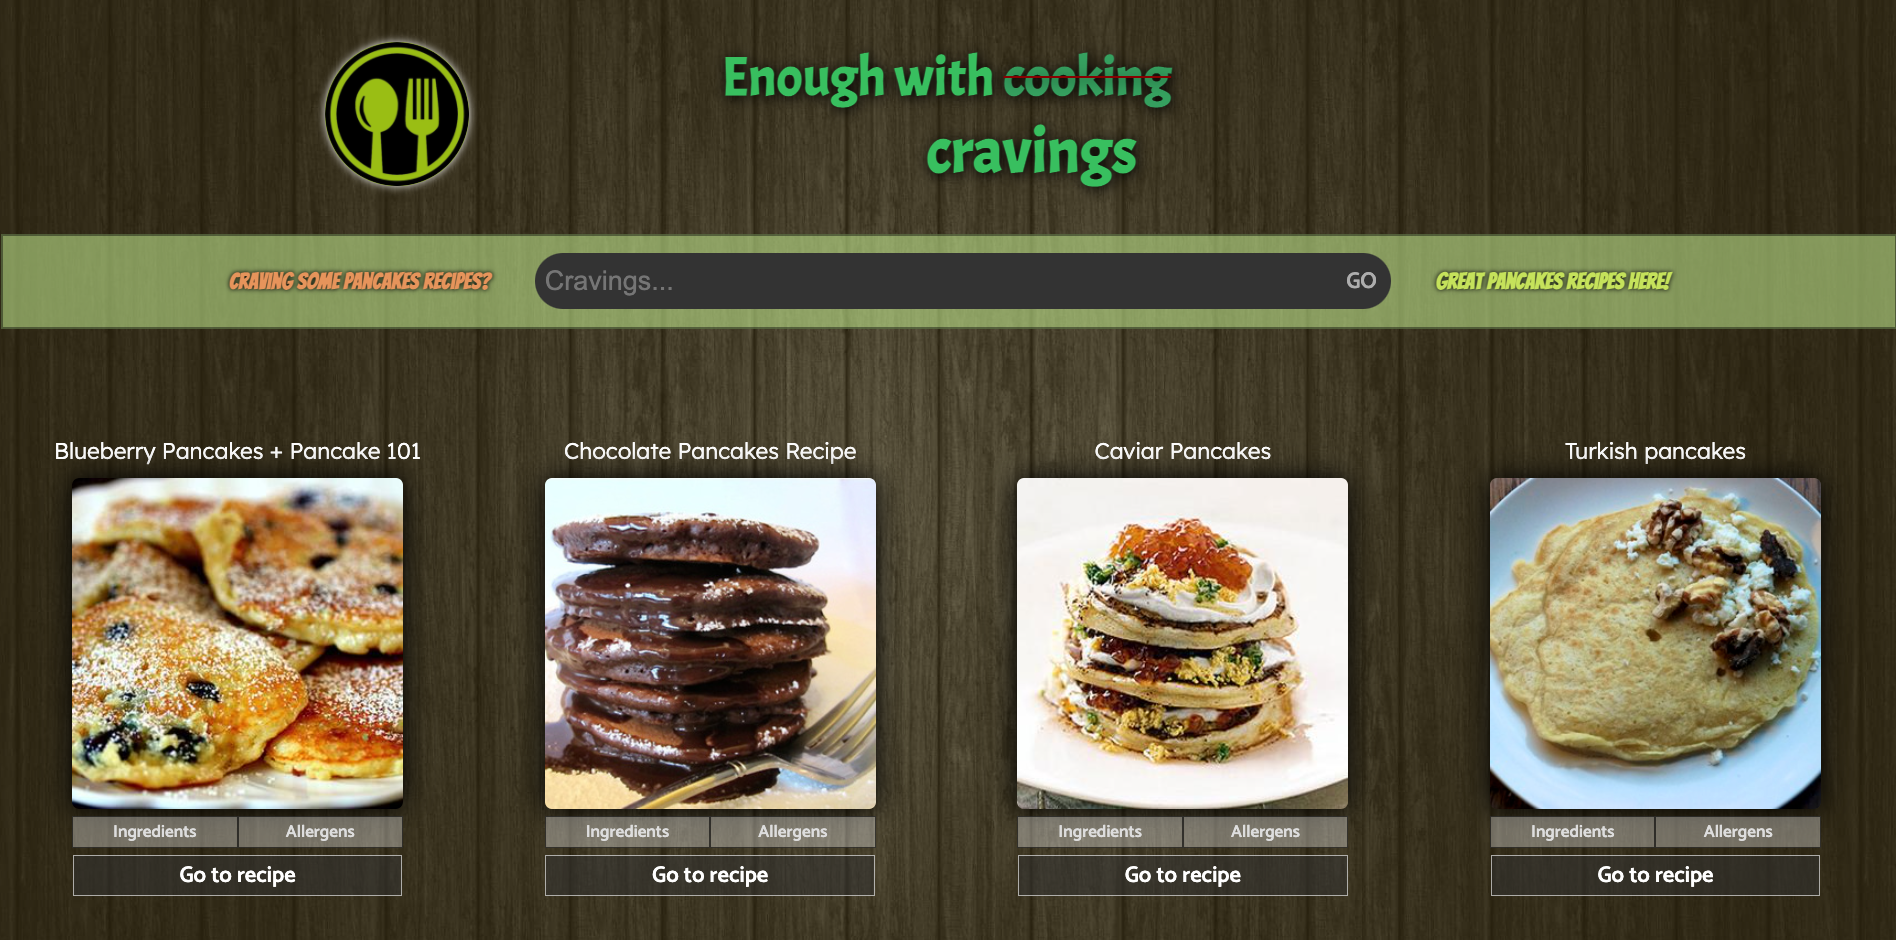 Enough with cooking
cravings
CRAVING SOME PANCAKES RECIPES?
Cravings...
GO
GREAT PANCAKES RECIPES HERE!
Blueberry Pancakes + Pancake 101
Chocolate Pancakes Recipe
Caviar Pancakes
Turkish pancakes
Ingredients
Allergens
Ingredients
Allergens
Ingredients
Allergens
Ingredients
Allergens
Go to recipe
Go to recipe
Go to recipe
Go to recipe